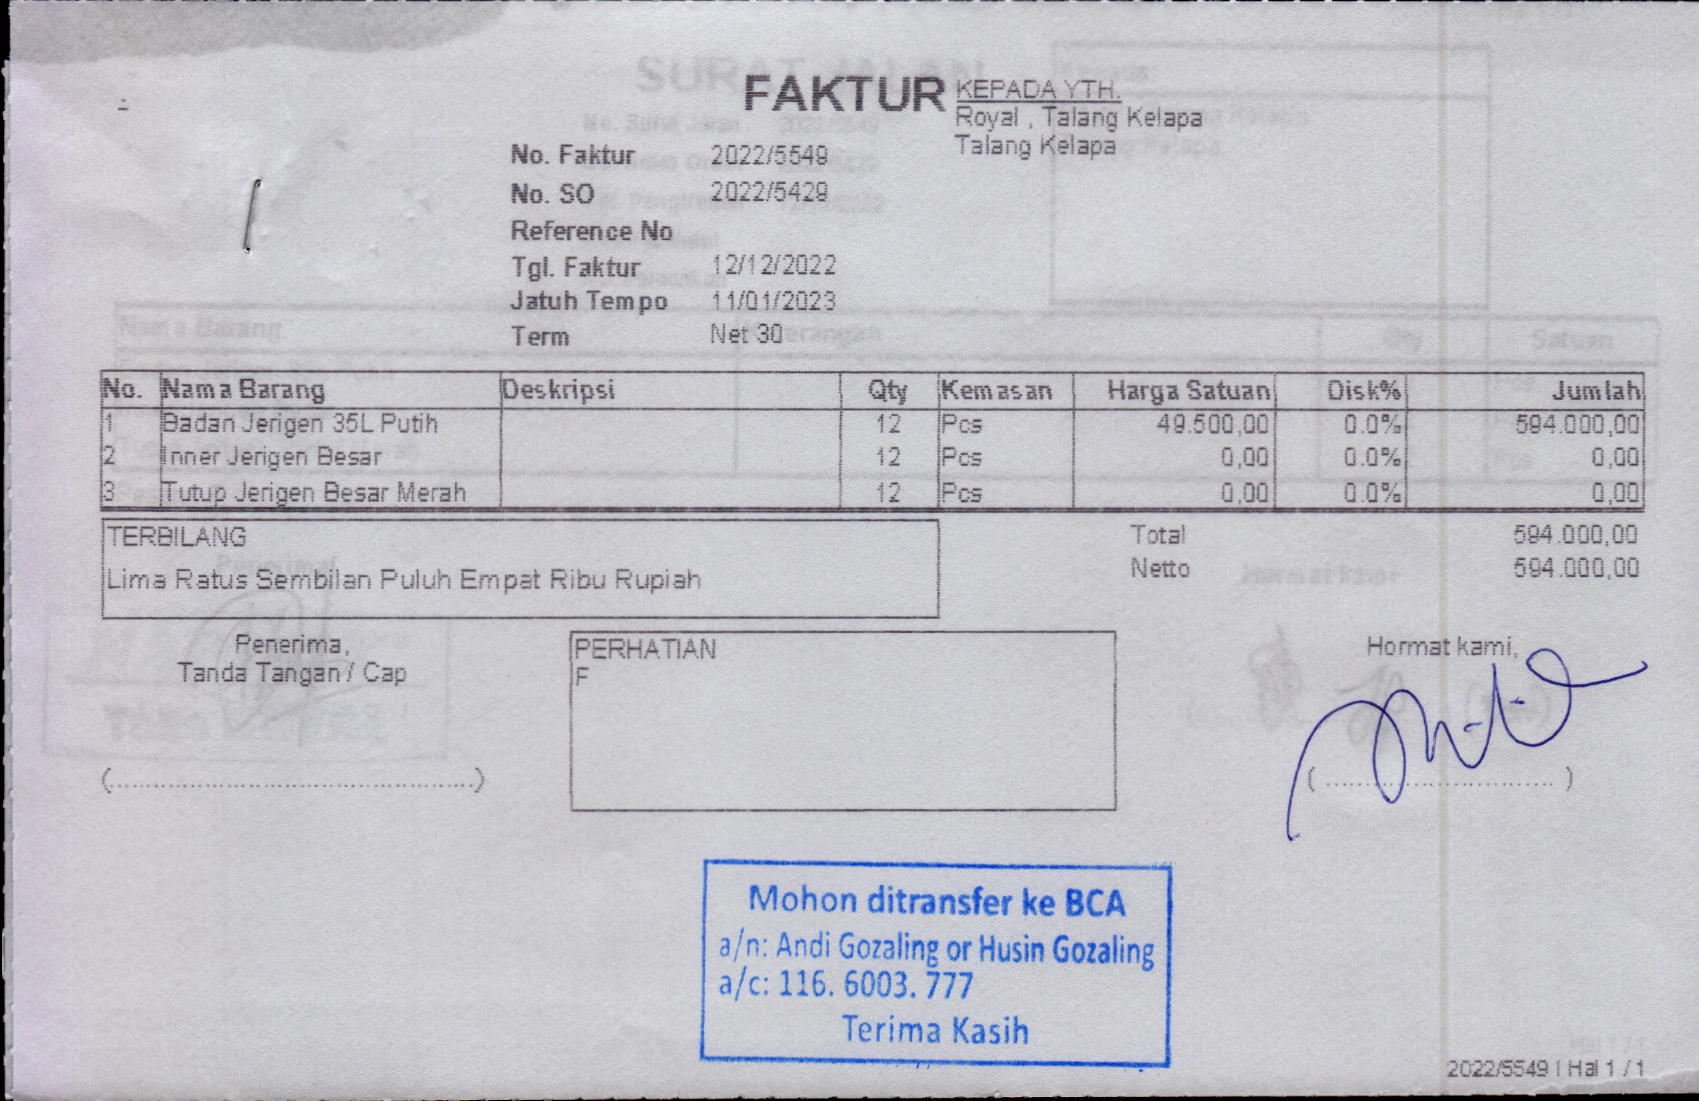 FAKTUR
KEPADA YTH.
Royal , Talang Kelapa
Talang Kelapa
No. Faktur 2022/5549
No. SO 2022/5429
Reference No
Tgl. Faktur 12/12/2022
Jatuh Tempo 11/01/2023
Term Net 30
No. Nama Barang Deskripsi Qty Kemasan Harga Satuan Disk% Jumlah
1 Badan Jerigen 35L Putih 12 Pcs 49.500,00 0.0% 594.000,00
2 Inner Jerigen Besar 12 Pcs 0,00 0.0% 0,00
3 Tutup Jerigen Besar Merah 12 Pcs 0,00 0.0% 0,00
TERBILANG
Lima Ratus Sembilan Puluh Empat Ribu Rupiah
Total 594.000,00
Netto 594.000,00
Penerima,
Tanda Tangan / Cap
(................................................)
PERHATIAN
F
Hormat kami,
( .............................. )
Mohon ditransfer ke BCA
a/n: Andi Gozaling or Husin Gozaling
a/c: 116. 6003. 777
Terima Kasih
2022/5549 | Hal 1 / 1